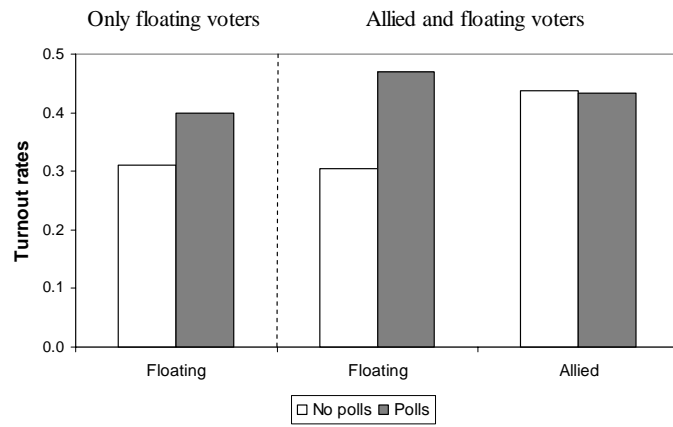 Only floating voters
Allied and floating voters
Turnout rates
0.5
0.4
0.3
0.2
0.1
0.0
Floating
Floating
Allied
No polls
Polls